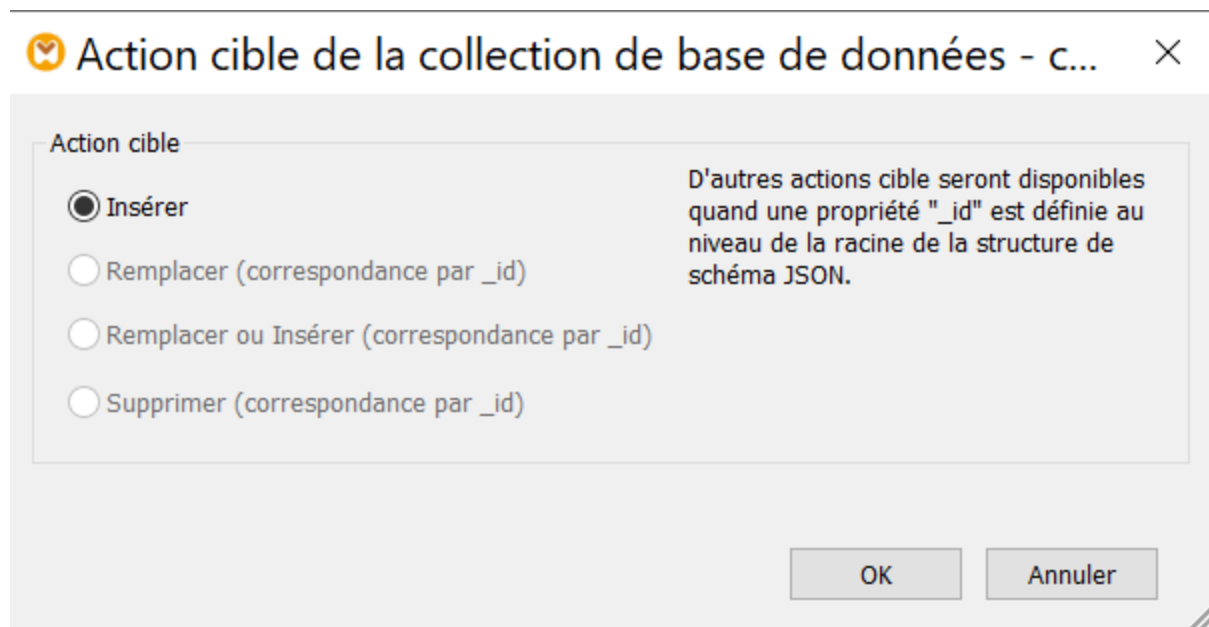 Action cible de la collection de base de données - c...
Action cible
Insérer
D'autres actions cible seront disponibles
quand une propriété "_id" est définie au
niveau de la racine de la structure de
schéma JSON.
Remplacer (correspondance par _id)
Remplacer ou Insérer (correspondance par _id)
Supprimer (correspondance par _id)
OK
Annuler